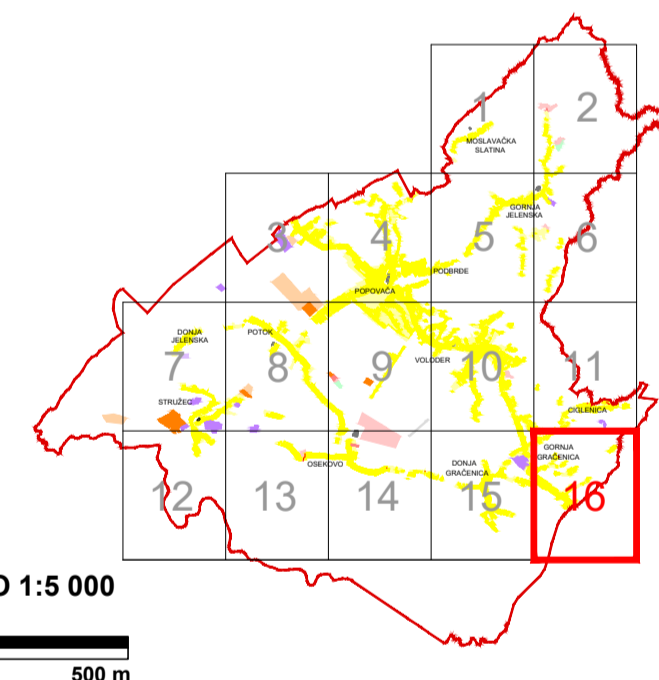 1
2
MOSLAVAČKA
SLATINA
3
4
5
6
GORNJA
JELENSKA
PODBRĐE
POPOVAČA
DONJA
JELENSKA
POTOK
7
8
9
10
11
VOLODER
STRUŽEC
CIGLENICA
GORNJA
GRAČENICA
OSEKOVO
DONJA
GRAČENICA
12
13
14
15
16
1:5 000
500 m